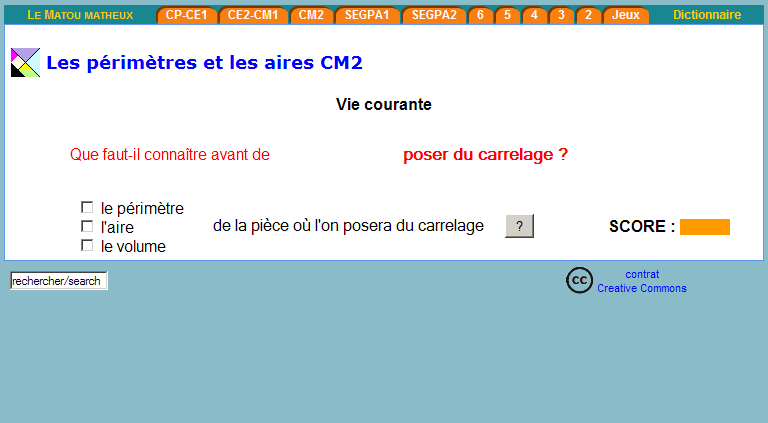 LE MATOU MATHEUX CP-CE1 CE2-CM1 CM2 SEGPA1 SEGPA2 6 5 4 3 2 Jeux Dictionnaire
Les périmètres et les aires CM2
Vie courante
Que faut-il connaître avant de poser du carrelage ?
le périmètre
l'aire
le volume
de la pièce où l'on posera du carrelage ? SCORE :
rechercher/search
cc
contrat
Creative Commons